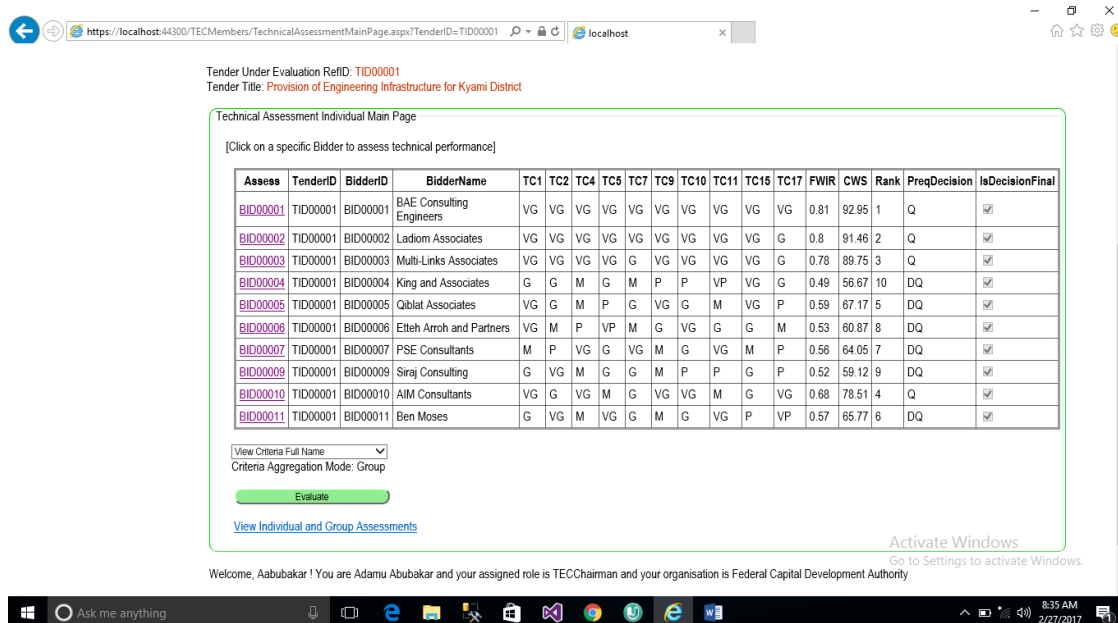 https://localhost:44300/TECMembers/TechnicalAssessmentMainPage.aspx?TenderID=TID00001
localhost
Tender Under Evaluation RefID: TID00001
Tender Title: Provision of Engineering Infrastructure for Kyami District
Technical Assessment Individual Main Page
[Click on a specific Bidder to assess technical performance]
Assess TenderID BidderID BidderName TC1 TC2 TC4 TC5 TC7 TC9 TC10 TC11 TC15 TC17 FWIR CWS Rank PreqDecision IsDecisionFinal
BID00001 TID00001 BID00001 BAE Consulting Engineers VG VG VG VG VG VG VG VG VG VG 0.81 92.95 1 Q
BID00002 TID00001 BID00002 Ladiom Associates VG VG VG VG VG VG VG VG VG G 0.8 91.46 2 Q
BID00003 TID00001 BID00003 Multi-Links Associates VG VG VG VG G VG VG VG VG G 0.78 89.75 3 Q
BID00004 TID00001 BID00004 King and Associates G G M G M P P VP VG G 0.49 56.67 10 DQ
BID00005 TID00001 BID00005 Qiblat Associates VG G M P G VG G M VG P 0.59 67.17 5 DQ
BID00006 TID00001 BID00006 Etteh Arroh and Partners VG M P VP M G VG G G M 0.53 60.87 8 DQ
BID00007 TID00001 BID00007 PSE Consultants M P VG G VG M G VG M P 0.56 64.05 7 DQ
BID00009 TID00001 BID00009 Siraj Consulting G VG M G G M P P G P 0.52 59.12 9 DQ
BID00010 TID00001 BID00010 AIM Consultants VG G VG M G VG VG M G VG 0.68 78.51 4 Q
BID00011 TID00001 BID00011 Ben Moses G VG M VG G M G VG P VP 0.57 65.77 6 DQ
View Criteria Full Name
Criteria Aggregation Mode: Group
Evaluate
View Individual and Group Assessments
Activate Windows
Go to Settings to activate Windows.
Welcome, Aabubakar ! You are Adamu Abubakar and your assigned role is TECChairman and your organisation is Federal Capital Development Authority
Ask me anything
8:35 AM
2/27/2017